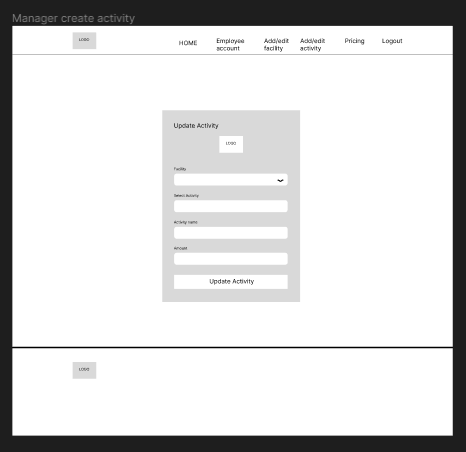 Manager create activity
LOGO
HOME
Employee
account
Add/edit
facility
Add/edit
activity
Pricing
Logout
Update Activity
LOGO
Facility
Select Activity
Activity name
Amount
Update Activity
LOGO